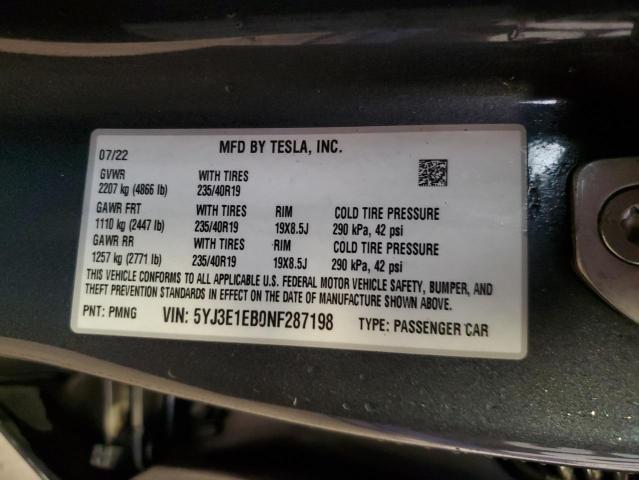 MFD BY TESLA, INC.
07/22
GVWR WITH TIRES
2207 kg (4866 lb) 235/40R19
GAWR FRT WITH TIRES RIM COLD TIRE PRESSURE
1110 kg (2447 lb) 235/40R19 19X8.5J 290 kPa, 42 psi
GAWR RR WITH TIRES COLD TIRE PRESSURE
1257 kg (2771 lb) 235/40R19 19X8.5J 290 kPa, 42 psi
THIS VEHICLE CONFORMS TO ALL APPLICABLE U.S. FEDERAL MOTOR VEHICLE SAFETY, BUMPER, AND
THEFT PREVENTION STANDARDS IN EFFECT ON THE DATE OF MANUFACTURE SHOWN ABOVE.
PNT: PMNG VIN: 5YJ3E1EB0NF287198 TYPE: PASSENGER CAR